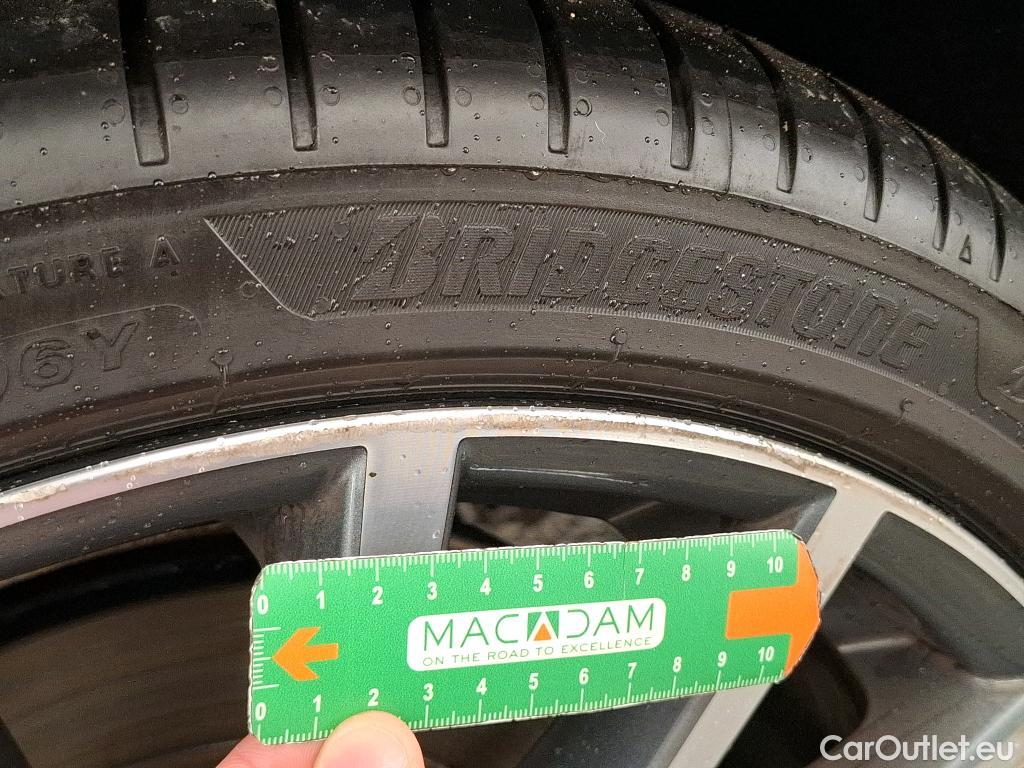 BRIDGESTONE
ATURE A
06Y
0 1 2 3 4 5 6 7 8 9 10
MACADAM
ON THE ROAD TO EXCELLENCE
0 1 2 3 4 5 6 7 8 9 10
CarOutlet.eu